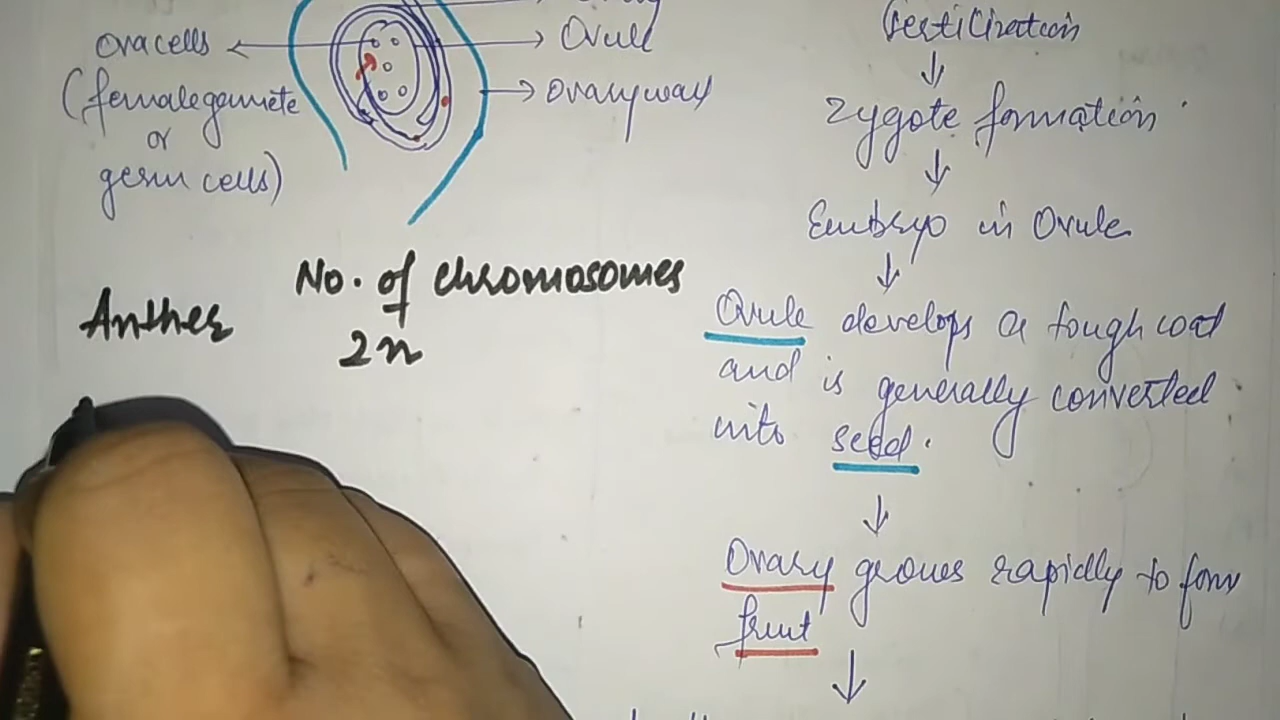 Ova cells
(female gamete
or
germ cells)
Ovule
Ovary wall
No. of chromosomes
Anther
2n
Fertilization
Zygote formation
Embryo in Ovule
Ovule develops a tough coat
and is generally converted
into seed.
Ovary grows rapidly to form
fruit